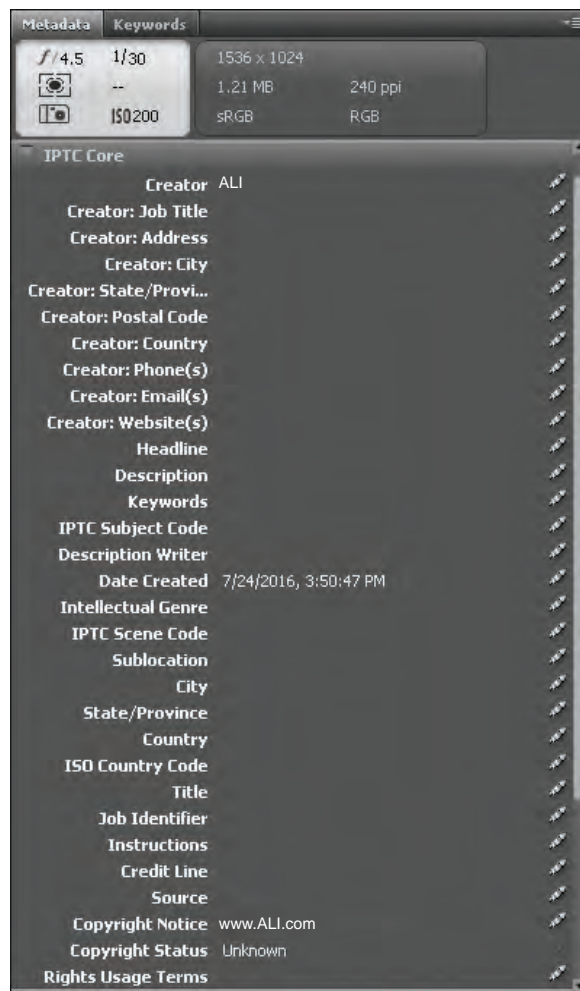 Metadata Keywords
f/4.5 1/30 1536 x 1024
-- 1.21 MB 240 ppi
ISO200 sRGB RGB
IPTC Core
Creator ALI
Creator: Job Title
Creator: Address
Creator: City
Creator: State/Provi...
Creator: Postal Code
Creator: Country
Creator: Phone(s)
Creator: Email(s)
Creator: Website(s)
Headline
Description
Keywords
IPTC Subject Code
Description Writer
Date Created 7/24/2016, 3:50:47 PM
Intellectual Genre
IPTC Scene Code
Sublocation
City
State/Province
Country
ISO Country Code
Title
Job Identifier
Instructions
Credit Line
Source
Copyright Notice www.ALI.com
Copyright Status Unknown
Rights Usage Terms